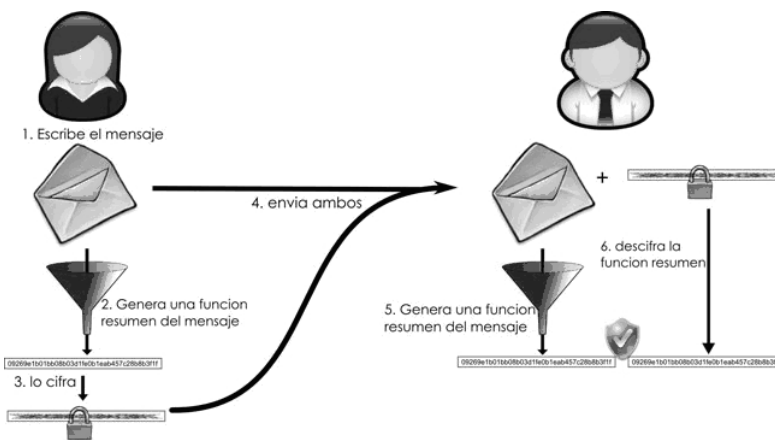 1. Escribe el mensaje
4. envia ambos
2. Genera una funcion
resumen del mensaje
09269e1b01bb08b03d1fe0b1eab457c28b8b3f1f
3. lo cifra
+
6. descifra la
funcion resumen
5. Genera una funcion
resumen del mensaje
09269e1b01bb08b03d1fe0b1eab457c28b8b3f1f
09269e1b01bb08b03d1fe0b1eab457c28b8b3f